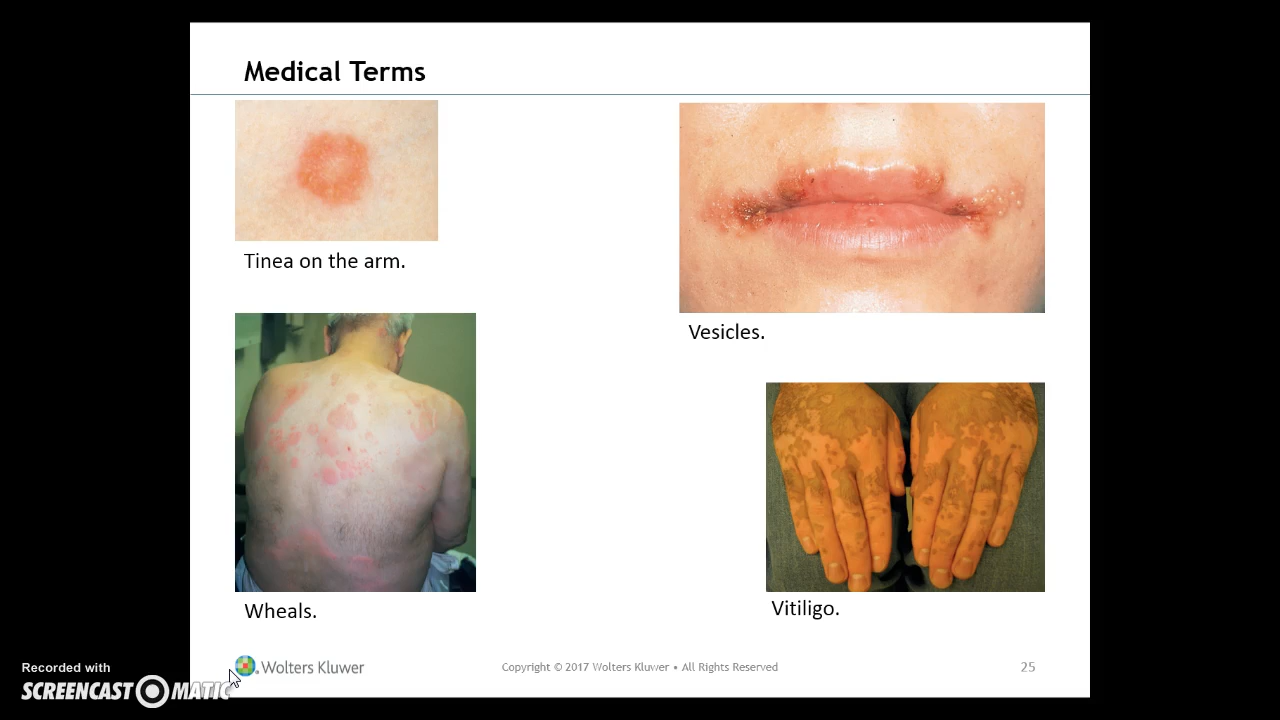 Medical Terms
Tinea on the arm.
Vesicles.
Wheals.
Vitiligo.
Recorded with
SCREENCAST MATIC
Wolters Kluwer
Copyright © 2017 Wolters Kluwer • All Rights Reserved
25